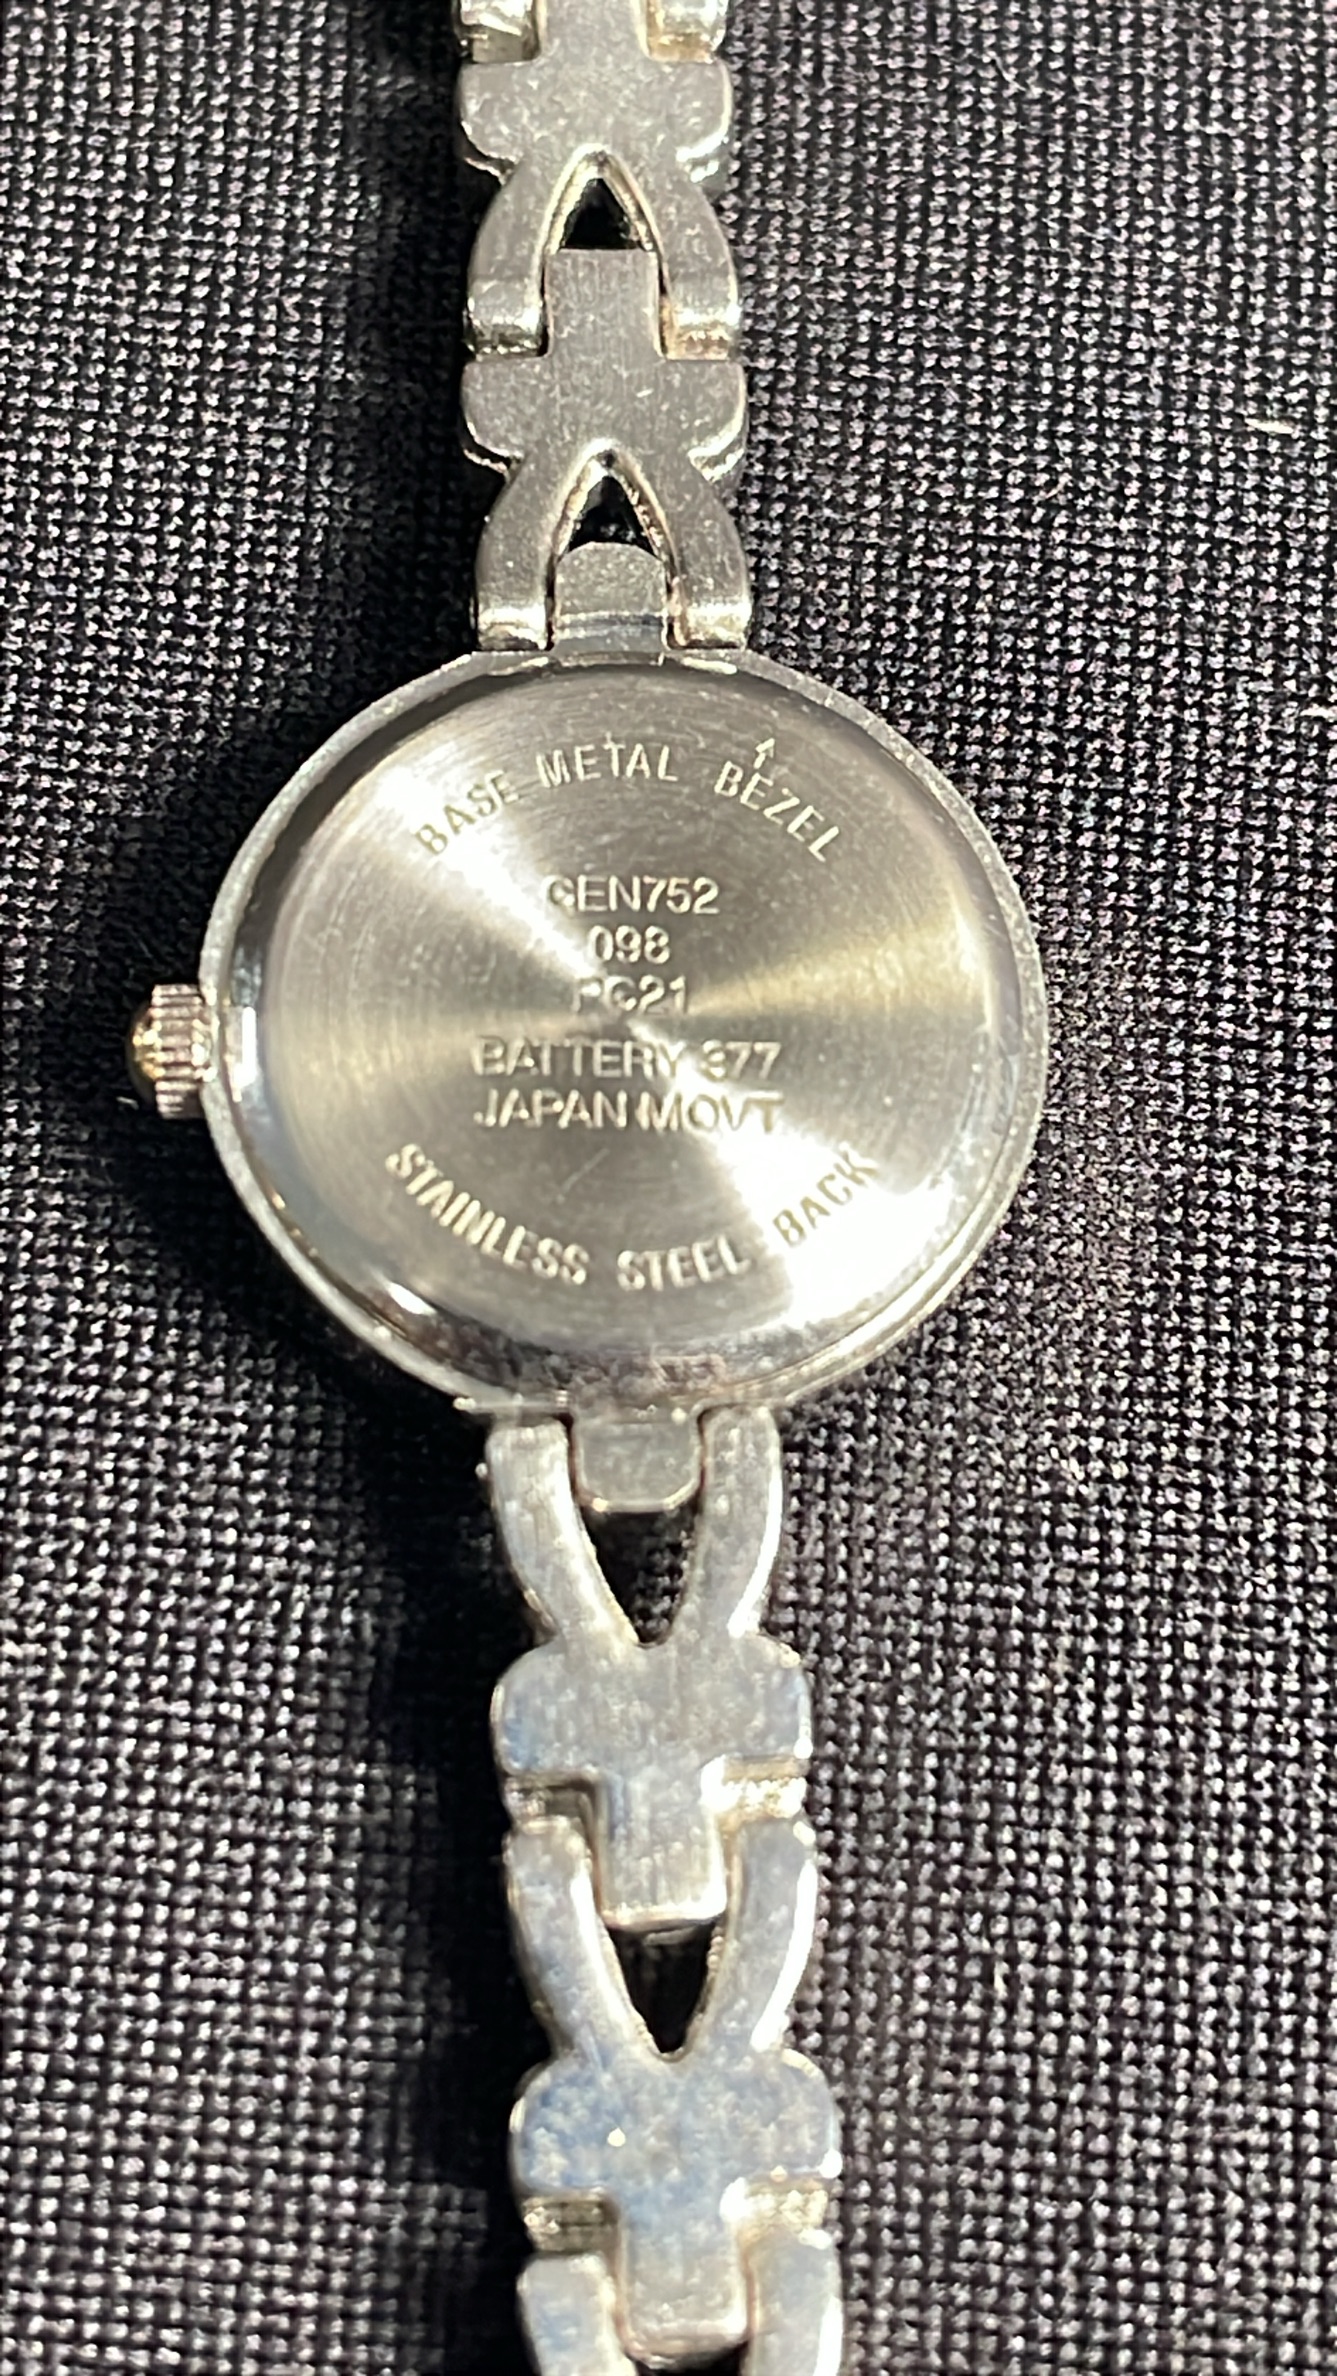 BASE METAL BEZEL
GEN752
098
PC21
BATTERY 377
JAPAN MOVT
STAINLESS STEEL BACK